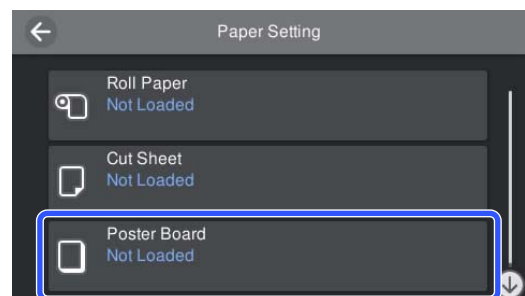 Paper Setting
Roll Paper
Not Loaded
Cut Sheet
Not Loaded
Poster Board
Not Loaded